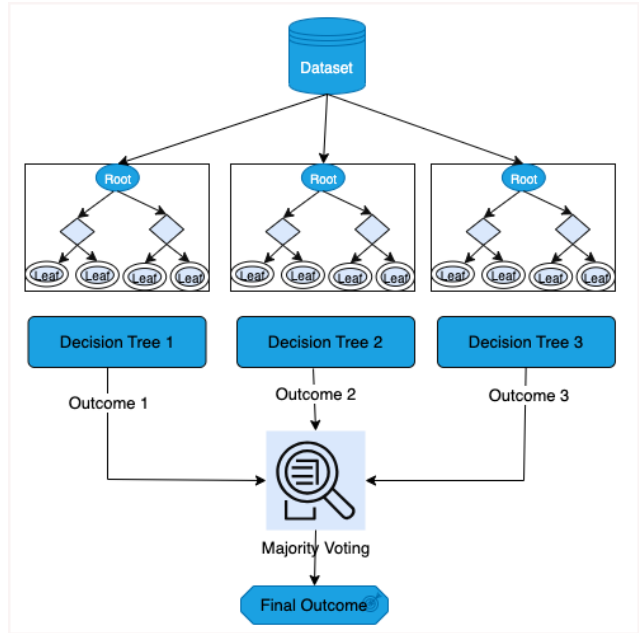 Dataset
Root Root Root
Leaf Leaf Leaf Leaf Leaf Leaf Leaf Leaf Leaf Leaf Leaf Leaf
Decision Tree 1 Decision Tree 2 Decision Tree 3
Outcome 1 Outcome 2 Outcome 3
Majority Voting
Final Outcome